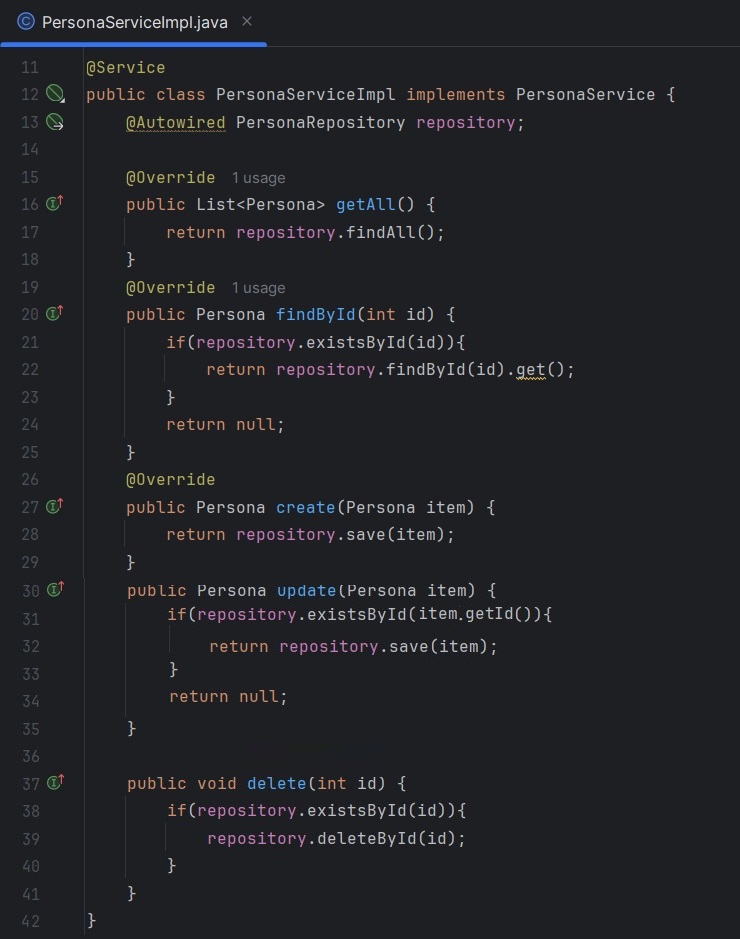 PersonaServiceImpl.java
11 @Service
12 public class PersonaServiceImpl implements PersonaService {
13     @Autowired PersonaRepository repository;
14
15     @Override 1 usage
16     public List<Persona> getAll() {
17         return repository.findAll();
18     }
19     @Override 1 usage
20     public Persona findById(int id) {
21         if(repository.existsById(id)){
22             return repository.findById(id).get();
23         }
24         return null;
25     }
26     @Override
27     public Persona create(Persona item) {
28         return repository.save(item);
29     }
30     public Persona update(Persona item) {
31         if(repository.existsById(item.getId()){
32             return repository.save(item);
33         }
34         return null;
35     }
36
37     public void delete(int id) {
38         if(repository.existsById(id)){
39             repository.deleteById(id);
40         }
41     }
42 }